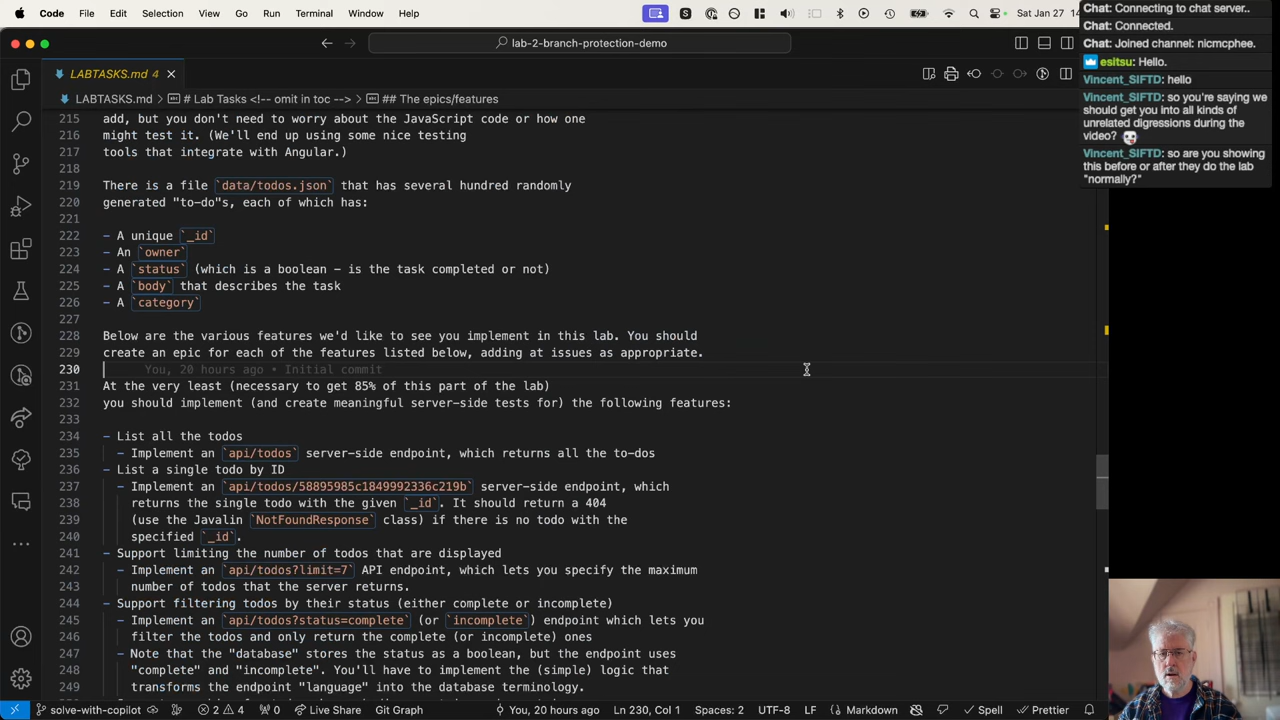 Code File Edit Selection View Go Run Terminal Window Help
Sat Jan 27
lab-2-branch-protection-demo
LABTASKS.md 4
LABTASKS.md > # Lab Tasks <!-- omit in toc --> > ## The epics/features
215 add, but you don't need to worry about the JavaScript code or how one
216 might test it. (We'll end up using some nice testing
217 tools that integrate with Angular.)
218
219 There is a file `data/todos.json` that has several hundred randomly
220 generated "to-do"s, each of which has:
221
222 - A unique `_id`
223 - An `owner`
224 - A `status` (which is a boolean - is the task completed or not)
225 - A `body` that describes the task
226 - A `category`
227
228 Below are the various features we'd like to see you implement in this lab. You should
229 create an epic for each of the features listed below, adding at issues as appropriate.
230 You, 20 hours ago • Initial commit
231 At the very least (necessary to get 85% of this part of the lab)
232 you should implement (and create meaningful server-side tests for) the following features:
233
234 - List all the todos
235 - Implement an `api/todos` server-side endpoint, which returns all the to-dos
236 - List a single todo by ID
237 - Implement an `api/todos/58895985c1849992336c219b` server-side endpoint, which
238 returns the single todo with the given `_id`. It should return a 404
239 (use the Javalin `NotFoundResponse` class) if there is no todo with the
240 specified `_id`.
241 - Support limiting the number of todos that are displayed
242 - Implement an `api/todos?limit=7` API endpoint, which lets you specify the maximum
243 number of todos that the server returns.
244 - Support filtering todos by their status (either complete or incomplete)
245 - Implement an `api/todos?status=complete` (or `incomplete`) endpoint which lets you
246 filter the todos and only return the complete (or incomplete) ones
247 - Note that the "database" stores the status as a boolean, but the endpoint uses
248 "complete" and "incomplete". You'll have to implement the (simple) logic that
249 transforms the endpoint "language" into the database terminology.
solve-with-copilot 2 4 0 Live Share Git Graph You, 20 hours ago Ln 230, Col 1 Spaces: 2 UTF-8 LF Markdown Spell Prettier
Chat: Connecting to chat server..
Chat: Connected.
Chat: Joined channel: nicmcphee.
esitsu: Hello.
Vincent_SIFTD: hello
Vincent_SIFTD: so you're saying we
should get you into all kinds of
unrelated digressions during the
video?
Vincent_SIFTD: so are you showing
this before or after they do the lab
"normally?"